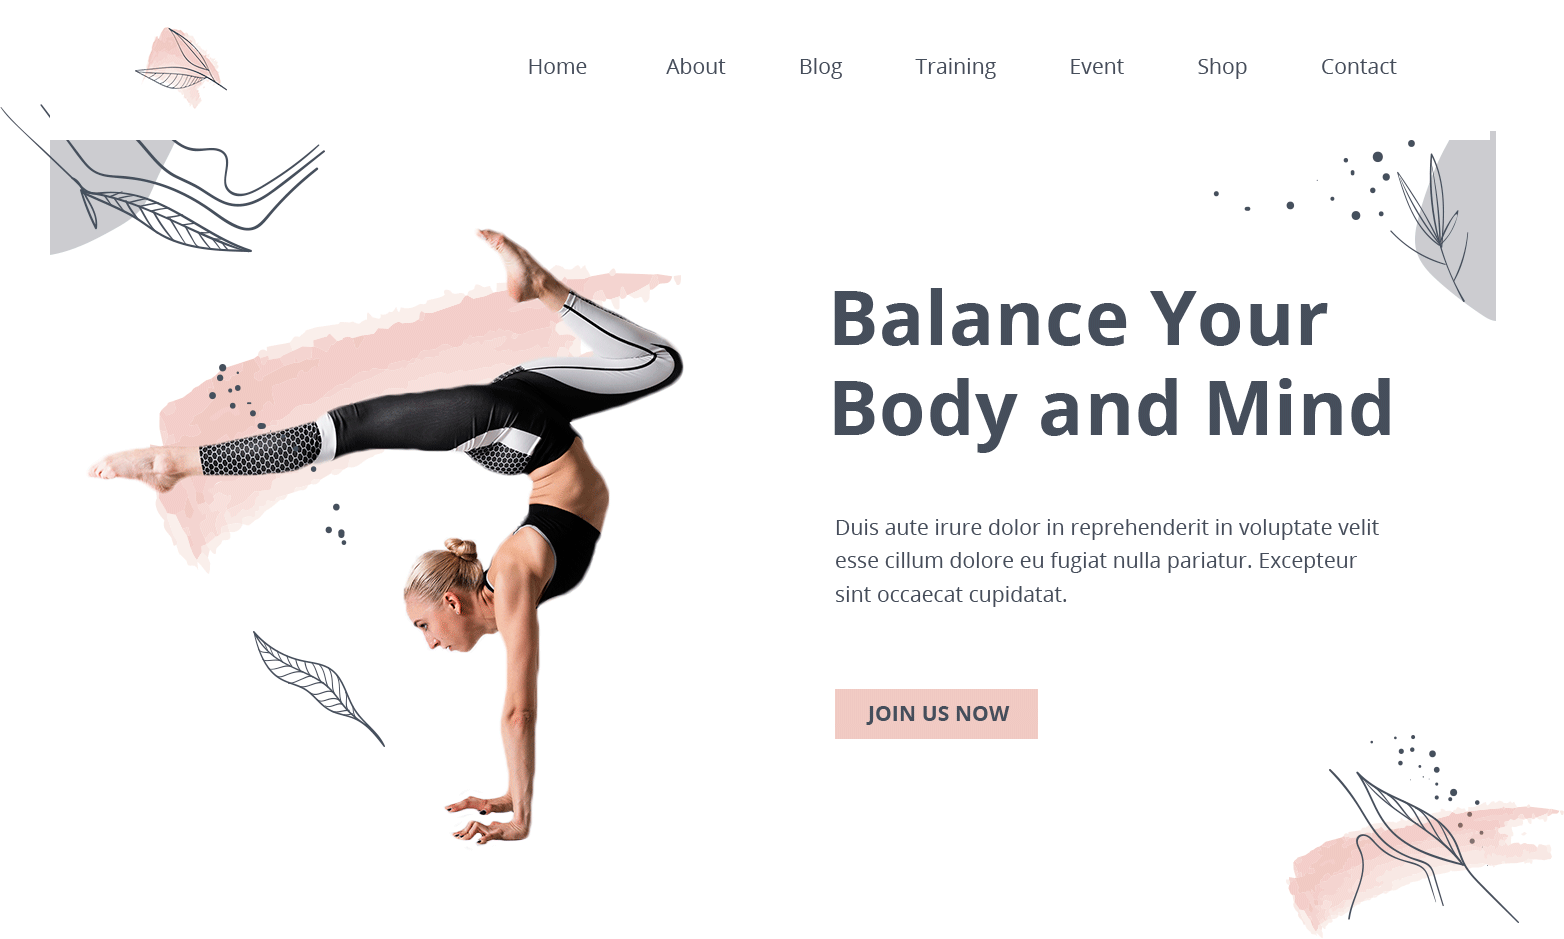 Home About Blog Training Event Shop Contact
Balance Your
Body and Mind
Duis aute irure dolor in reprehenderit in voluptate velit
esse cillum dolore eu fugiat nulla pariatur. Excepteur
sint occaecat cupidatat.
JOIN US NOW